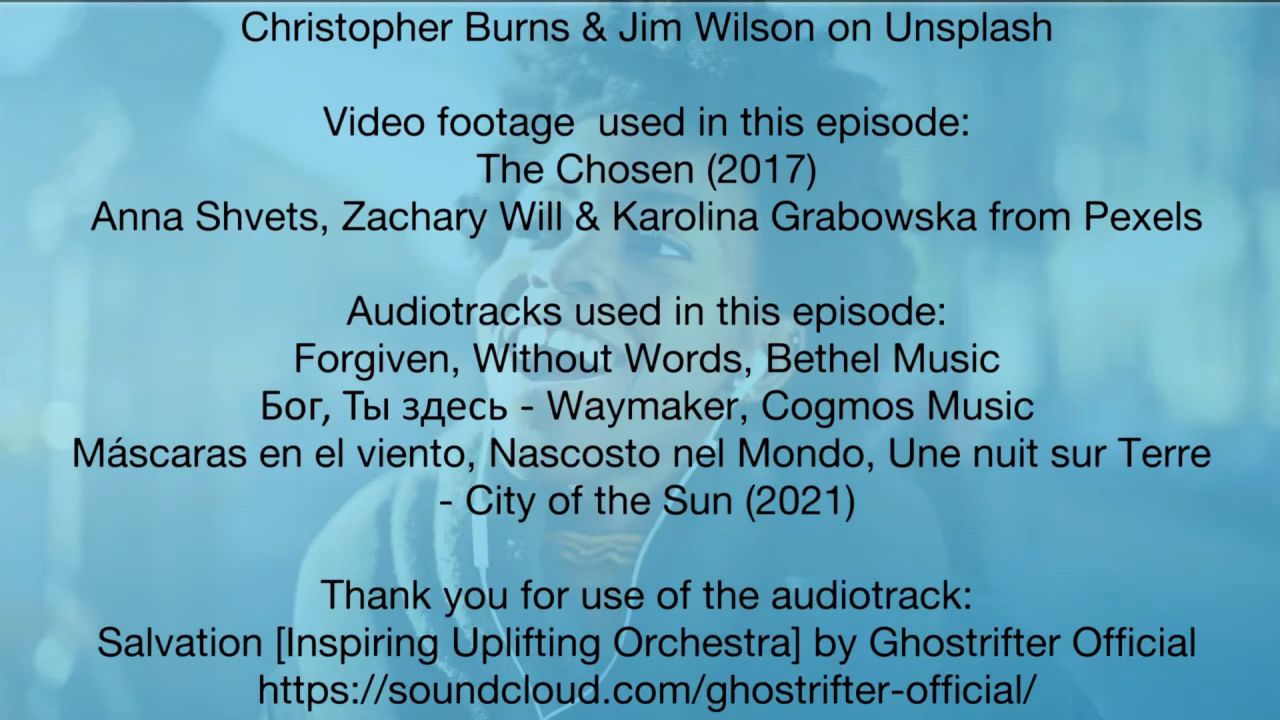 Christopher Burns & Jim Wilson on Unsplash
Video footage  used in this episode:
The Chosen (2017)
Anna Shvets, Zachary Will & Karolina Grabowska from Pexels
Audiotracks used in this episode:
Forgiven, Without Words, Bethel Music
Бог, Ты здесь - Waymaker, Cogmos Music
Máscaras en el viento, Nascosto nel Mondo, Une nuit sur Terre
- City of the Sun (2021)
Thank you for use of the audiotrack:
Salvation [Inspiring Uplifting Orchestra] by Ghostrifter Official
https://soundcloud.com/ghostrifter-official/